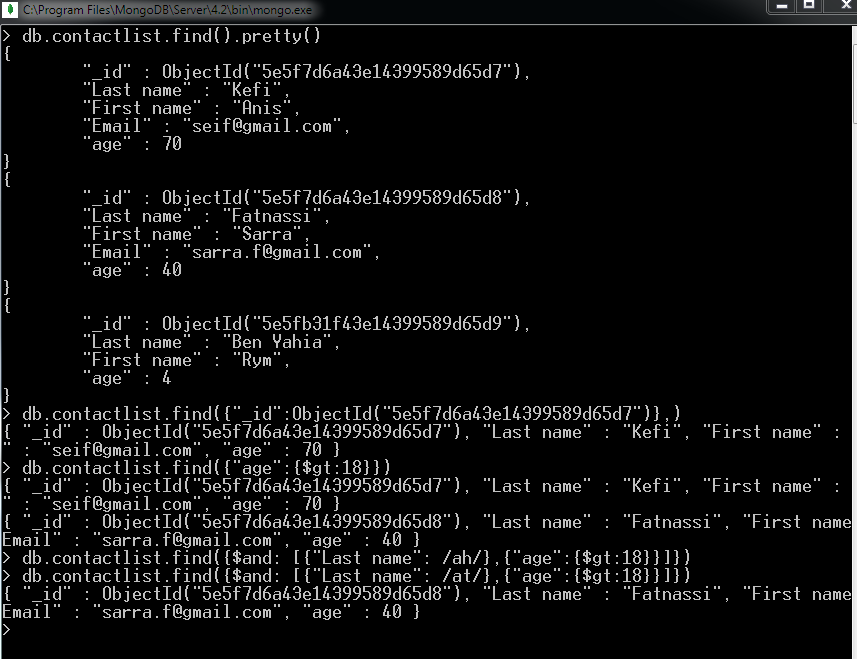 C:\Program Files\MongoDB\Server\4.2\bin\mongo.exe
> db.contactlist.find().pretty()
{
"_id" : ObjectId("5e5f7d6a43e14399589d65d7"),
"Last name" : "Kefi",
"First name" : "Anis",
"Email" : "seif@gmail.com",
"age" : 70
}
{
"_id" : ObjectId("5e5f7d6a43e14399589d65d8"),
"Last name" : "Fatnassi",
"First name" : "Sarra",
"Email" : "sarra.f@gmail.com",
"age" : 40
}
{
"_id" : ObjectId("5e5fb31f43e14399589d65d9"),
"Last name" : "Ben Yahia",
"First name" : "Rym",
"age" : 4
}
> db.contactlist.find({"_id":ObjectId("5e5f7d6a43e14399589d65d7")},)
{ "_id" : ObjectId("5e5f7d6a43e14399589d65d7"), "Last name" : "Kefi", "First name" :
" : "seif@gmail.com", "age" : 70 }
> db.contactlist.find({"age":{$gt:18}})
{ "_id" : ObjectId("5e5f7d6a43e14399589d65d7"), "Last name" : "Kefi", "First name" :
" : "seif@gmail.com", "age" : 70 }
{ "_id" : ObjectId("5e5f7d6a43e14399589d65d8"), "Last name" : "Fatnassi", "First name
Email" : "sarra.f@gmail.com", "age" : 40 }
> db.contactlist.find({$and: [{"Last name": /ah/},{"age":{$gt:18}}]})
> db.contactlist.find({$and: [{"Last name": /at/},{"age":{$gt:18}}]})
{ "_id" : ObjectId("5e5f7d6a43e14399589d65d8"), "Last name" : "Fatnassi", "First name
Email" : "sarra.f@gmail.com", "age" : 40 }
>